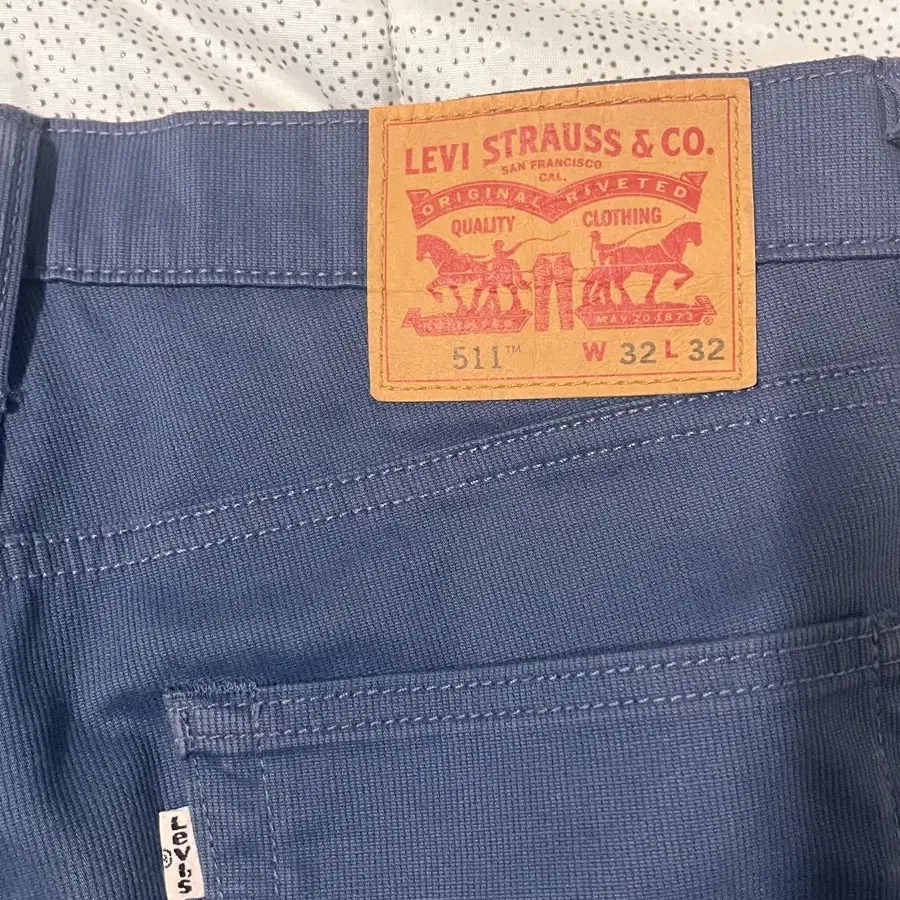 LEVI STRAUSS & CO.
SAN FRANCISCO
CAL.
ORIGINAL RIVETED
QUALITY CLOTHING
MAY 20 1873 ®
511™ W 32 L 32
LEVI'S ®